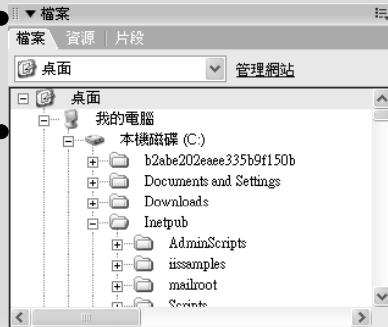 檔案
檔案 資源 片段
桌面 管理網站
桌面
我的電腦
本機磁碟 (C:)
b2abe202eaee335b9f150b
Documents and Settings
Downloads
Inetpub
AdminScripts
iissamples
mailroot
Scripts